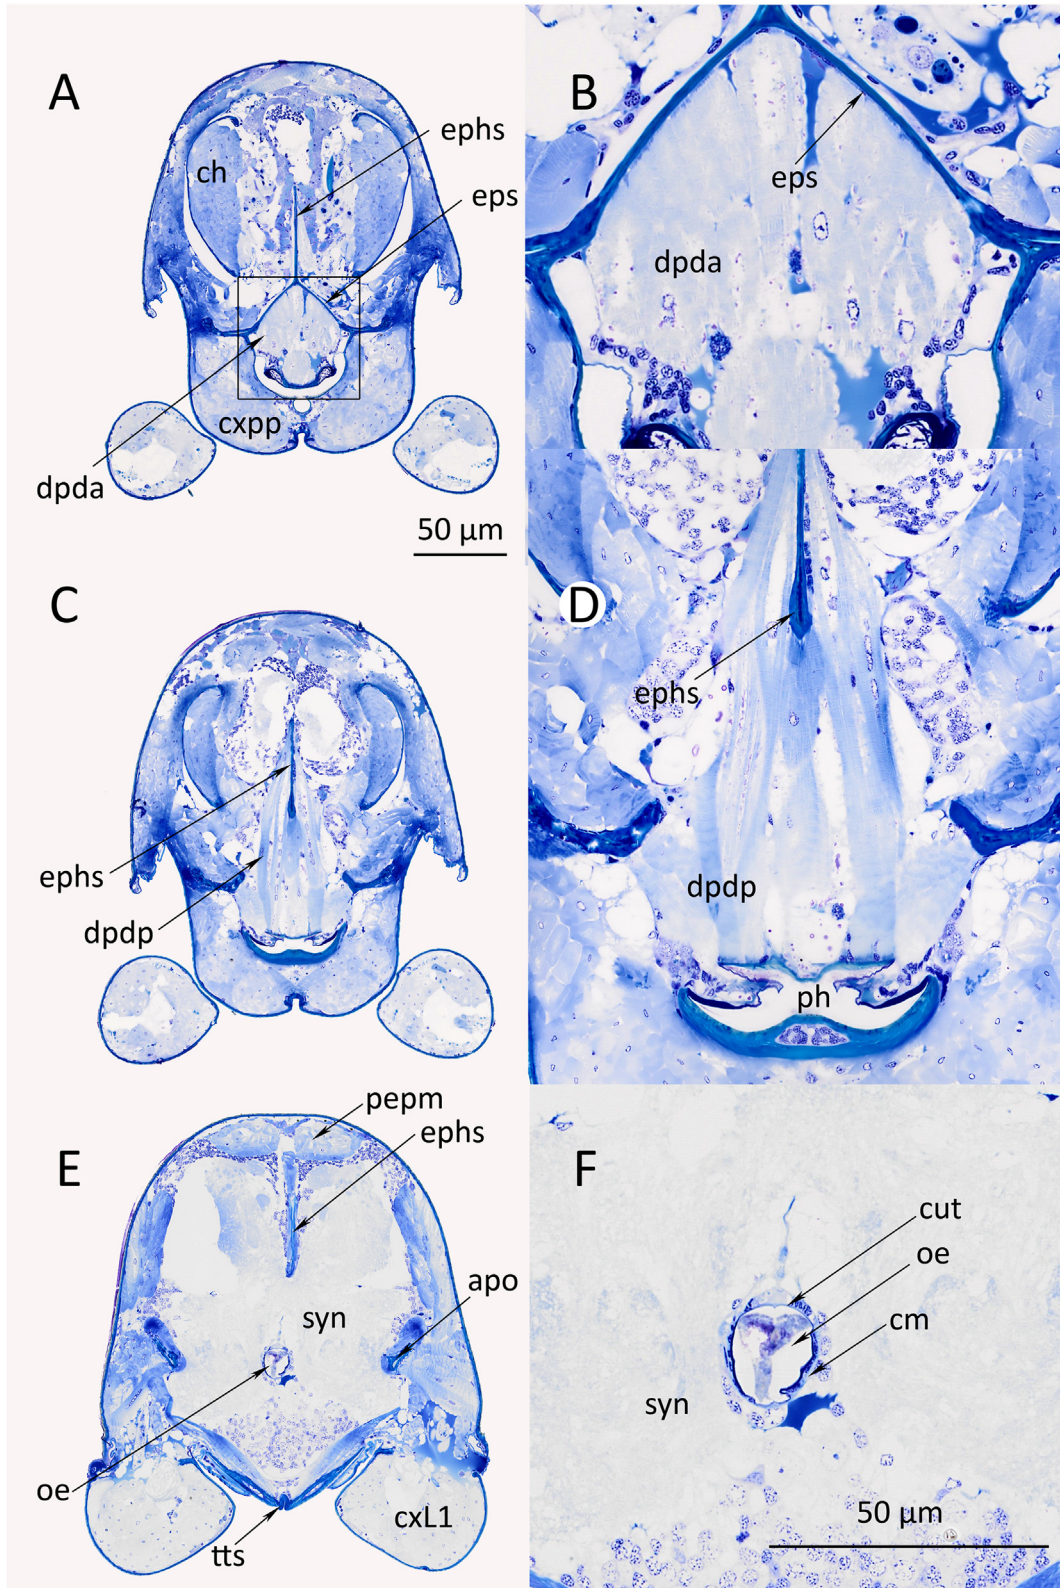 A
ephs
ch
eps
cxpp
dpda
50 µm
B
eps
dpda
C
ephs
dpdp
D
ephs
dpdp
ph
E
pepm
ephs
apo
syn
oe
cxL1
tts
F
cut
oe
cm
syn
50 µm